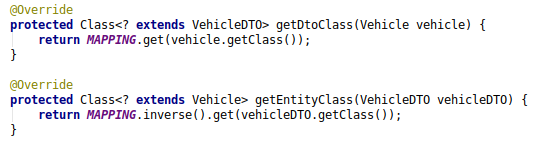 @Override
protected Class<? extends VehicleDTO> getDtoClass(Vehicle vehicle) {
    return MAPPING.get(vehicle.getClass());
}
@Override
protected Class<? extends Vehicle> getEntityClass(VehicleDTO vehicleDTO) {
    return MAPPING.inverse().get(vehicleDTO.getClass());
}